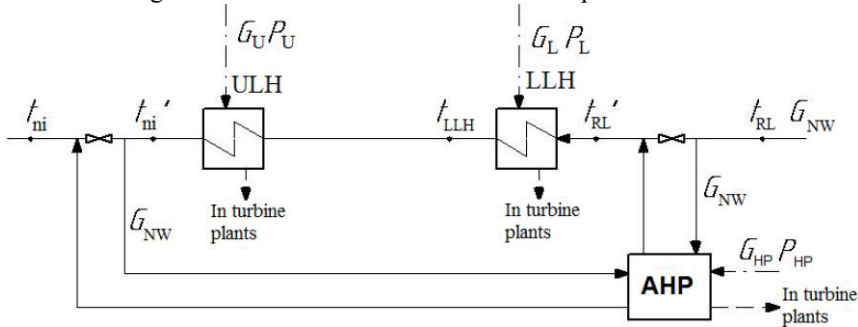 G_U P_U
G_L P_L
ULH
LLH
t_ni
t_ni′
t_LLH
t_RL′
t_RL
G_NW
In turbine
plants
In turbine
plants
G_NW
G_NW
G_HP P_HP
AHP
In turbine
plants